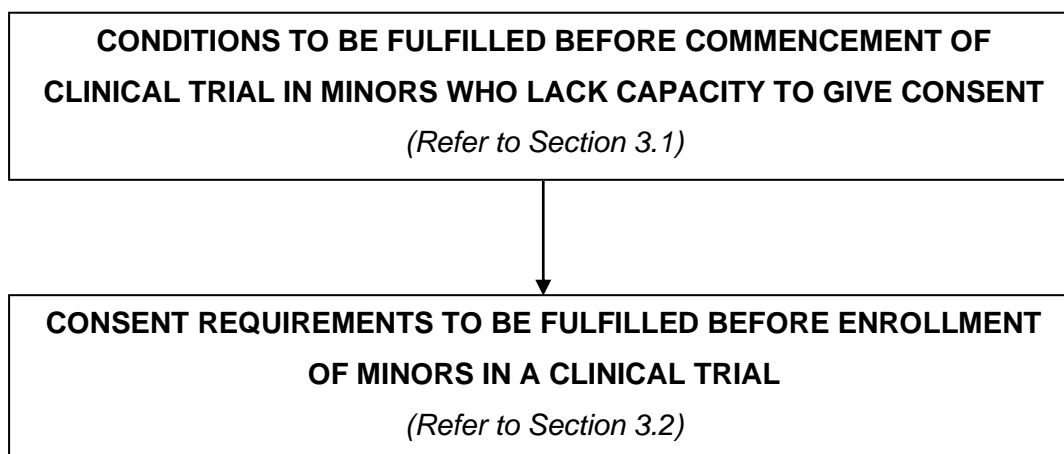 CONDITIONS TO BE FULFILLED BEFORE COMMENCEMENT OF
CLINICAL TRIAL IN MINORS WHO LACK CAPACITY TO GIVE CONSENT
(Refer to Section 3.1)
CONSENT REQUIREMENTS TO BE FULFILLED BEFORE ENROLLMENT
OF MINORS IN A CLINICAL TRIAL
(Refer to Section 3.2)